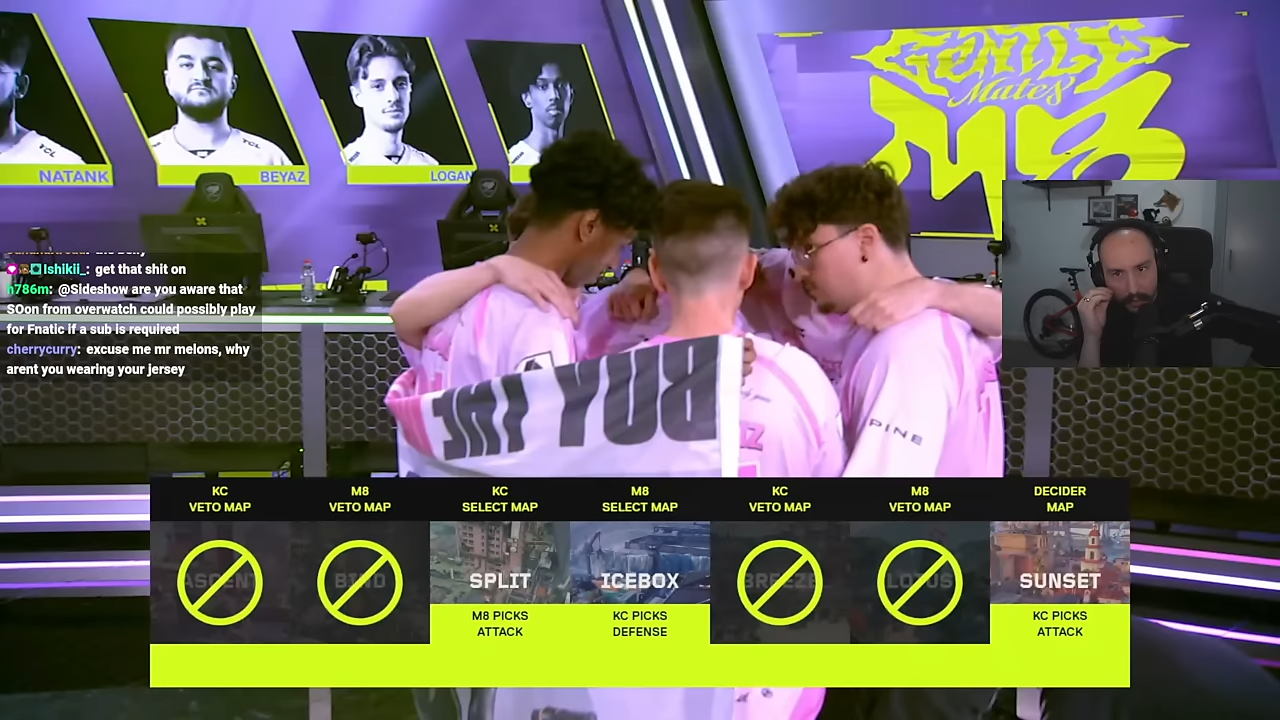 NATANK
BEYAZ
LOGAN
TCL
TCL
GENTLE
Mates
M8
Ishikii_: get that shit on
n786m: @Sideshow are you aware that
SOon from overwatch could possibly play
for Fnatic if a sub is required
cherrycurry: excuse me mr melons, why
arent you wearing your jersey
PINE
KC
VETO MAP
M8
VETO MAP
KC
SELECT MAP
M8
SELECT MAP
KC
VETO MAP
M8
VETO MAP
DECIDER
MAP
ASCENT
BIND
SPLIT
ICEBOX
BREEZE
LOTUS
SUNSET
M8 PICKS
ATTACK
KC PICKS
DEFENSE
KC PICKS
ATTACK